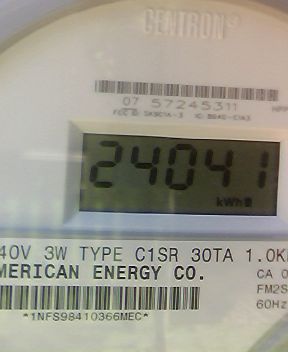 CENTRON®
07 57245311
24041
kWh
40V 3W TYPE C1SR 30TA 1.0K
MERICAN ENERGY CO.
CA 0
FM2S
60Hz
*1NFS98410366MEC*